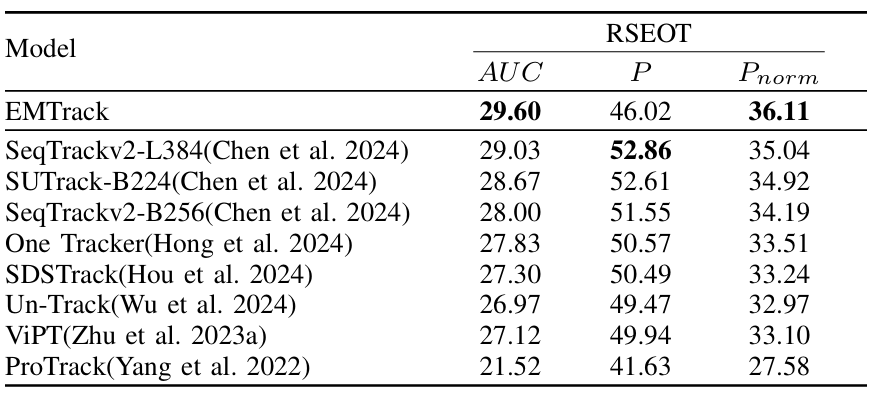 Model RSEOT
AUC P P_norm
EMTrack 29.60 46.02 36.11
SeqTrackv2-L384(Chen et al. 2024) 29.03 52.86 35.04
SUTrack-B224(Chen et al. 2024) 28.67 52.61 34.92
SeqTrackv2-B256(Chen et al. 2024) 28.00 51.55 34.19
One Tracker(Hong et al. 2024) 27.83 50.57 33.51
SDSTrack(Hou et al. 2024) 27.30 50.49 33.24
Un-Track(Wu et al. 2024) 26.97 49.47 32.97
ViPT(Zhu et al. 2023a) 27.12 49.94 33.10
ProTrack(Yang et al. 2022) 21.52 41.63 27.58